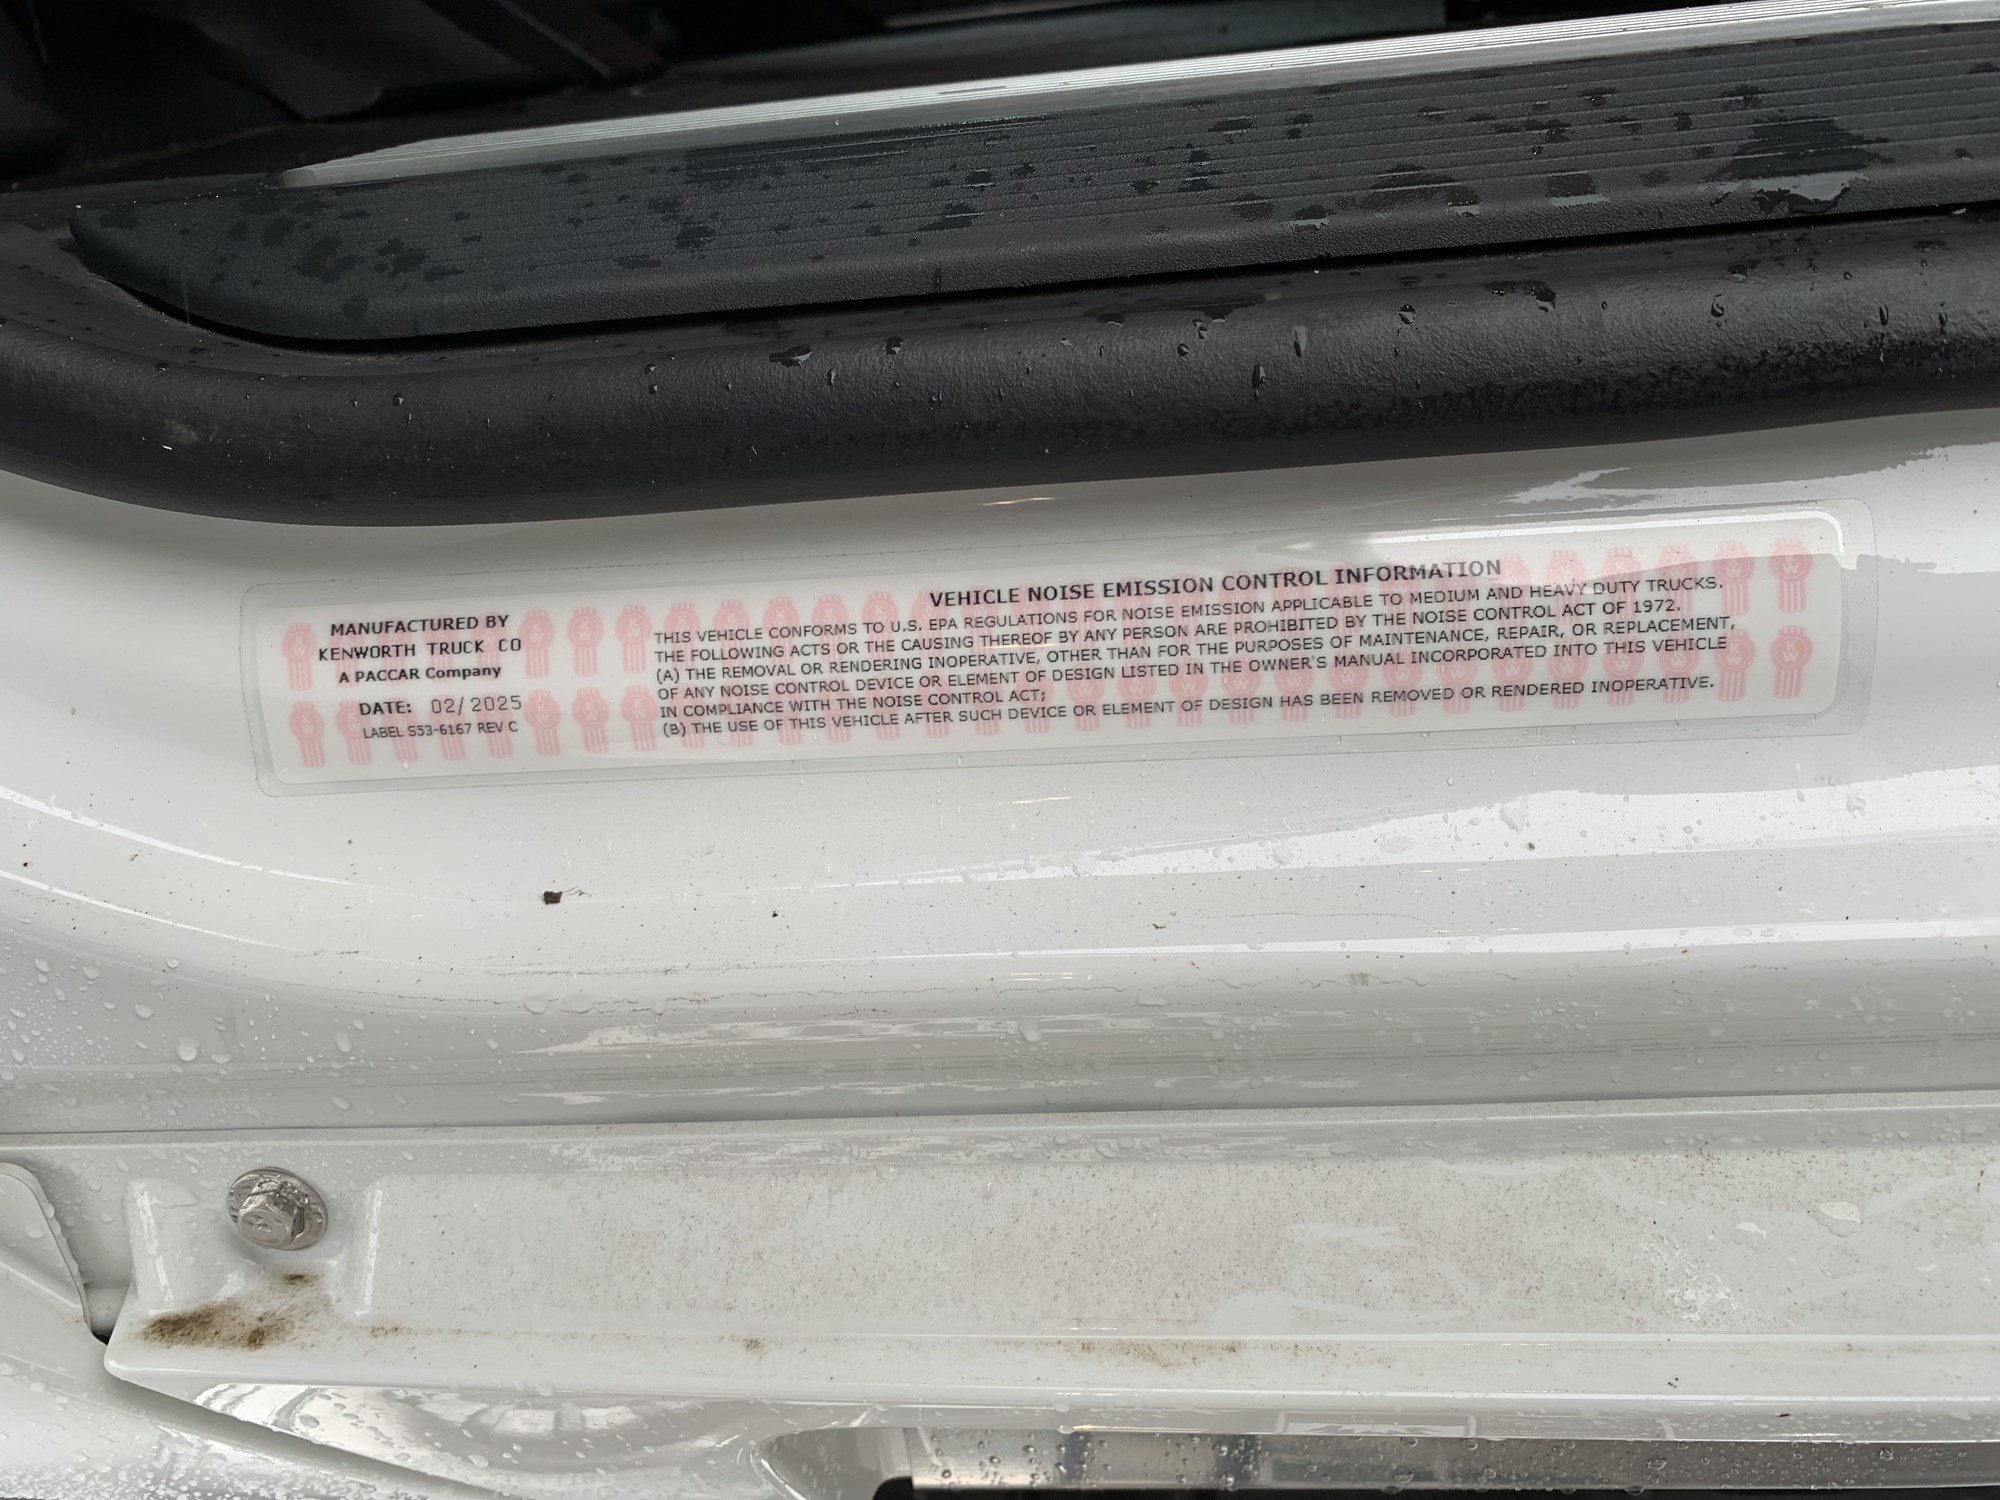 MANUFACTURED BY
KENWORTH TRUCK CO
A PACCAR Company
DATE: 02/2025
LABEL S53-6167 REV C
VEHICLE NOISE EMISSION CONTROL INFORMATION
THIS VEHICLE CONFORMS TO U.S. EPA REGULATIONS FOR NOISE EMISSION APPLICABLE TO MEDIUM AND HEAVY DUTY TRUCKS.
THE FOLLOWING ACTS OR THE CAUSING THEREOF BY ANY PERSON ARE PROHIBITED BY THE NOISE CONTROL ACT OF 1972.
(A) THE REMOVAL OR RENDERING INOPERATIVE, OTHER THAN FOR THE PURPOSES OF MAINTENANCE, REPAIR, OR REPLACEMENT,
OF ANY NOISE CONTROL DEVICE OR ELEMENT OF DESIGN LISTED IN THE OWNER'S MANUAL INCORPORATED INTO THIS VEHICLE
IN COMPLIANCE WITH THE NOISE CONTROL ACT;
(B) THE USE OF THIS VEHICLE AFTER SUCH DEVICE OR ELEMENT OF DESIGN HAS BEEN REMOVED OR RENDERED INOPERATIVE.